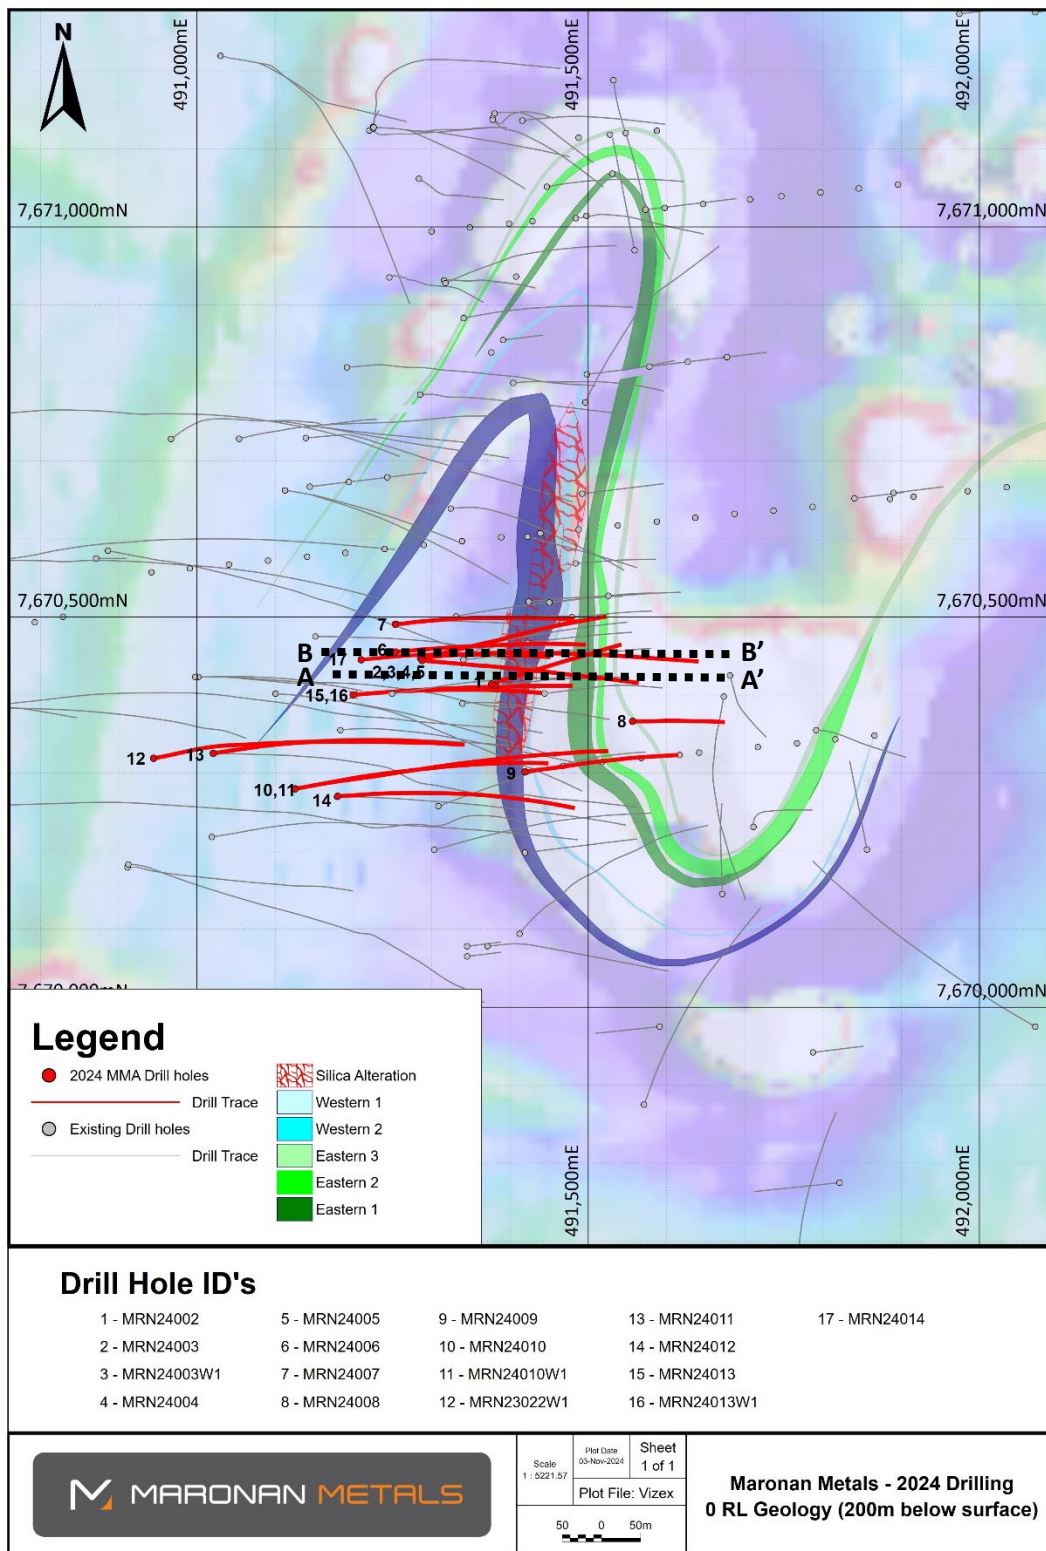 N
491,000mE
491,500mE
492,000mE
7,671,000mN
7,671,000mN
7,670,500mN
7,670,500mN
7
B
6
B'
17
2,3,4,5
A
1
A'
15,16
8
12
13
9
10,11
14
7,670,000mN
7,670,000mN
Legend
2024 MMA Drill holes
Drill Trace
Existing Drill holes
Drill Trace
Silica Alteration
Western 1
Western 2
Eastern 3
Eastern 2
Eastern 1
491,500mE
492,000mE
Drill Hole ID's
1 - MRN24002
2 - MRN24003
3 - MRN24003W1
4 - MRN24004
5 - MRN24005
6 - MRN24006
7 - MRN24007
8 - MRN24008
9 - MRN24009
10 - MRN24010
11 - MRN24010W1
12 - MRN23022W1
13 - MRN24011
14 - MRN24012
15 - MRN24013
16 - MRN24013W1
17 - MRN24014
MARONAN METALS
Scale
1 : 5221.57
Plot Date
03-Nov-2024
Sheet
1 of 1
Plot File: Vizex
50 0 50m
Maronan Metals - 2024 Drilling
0 RL Geology (200m below surface)